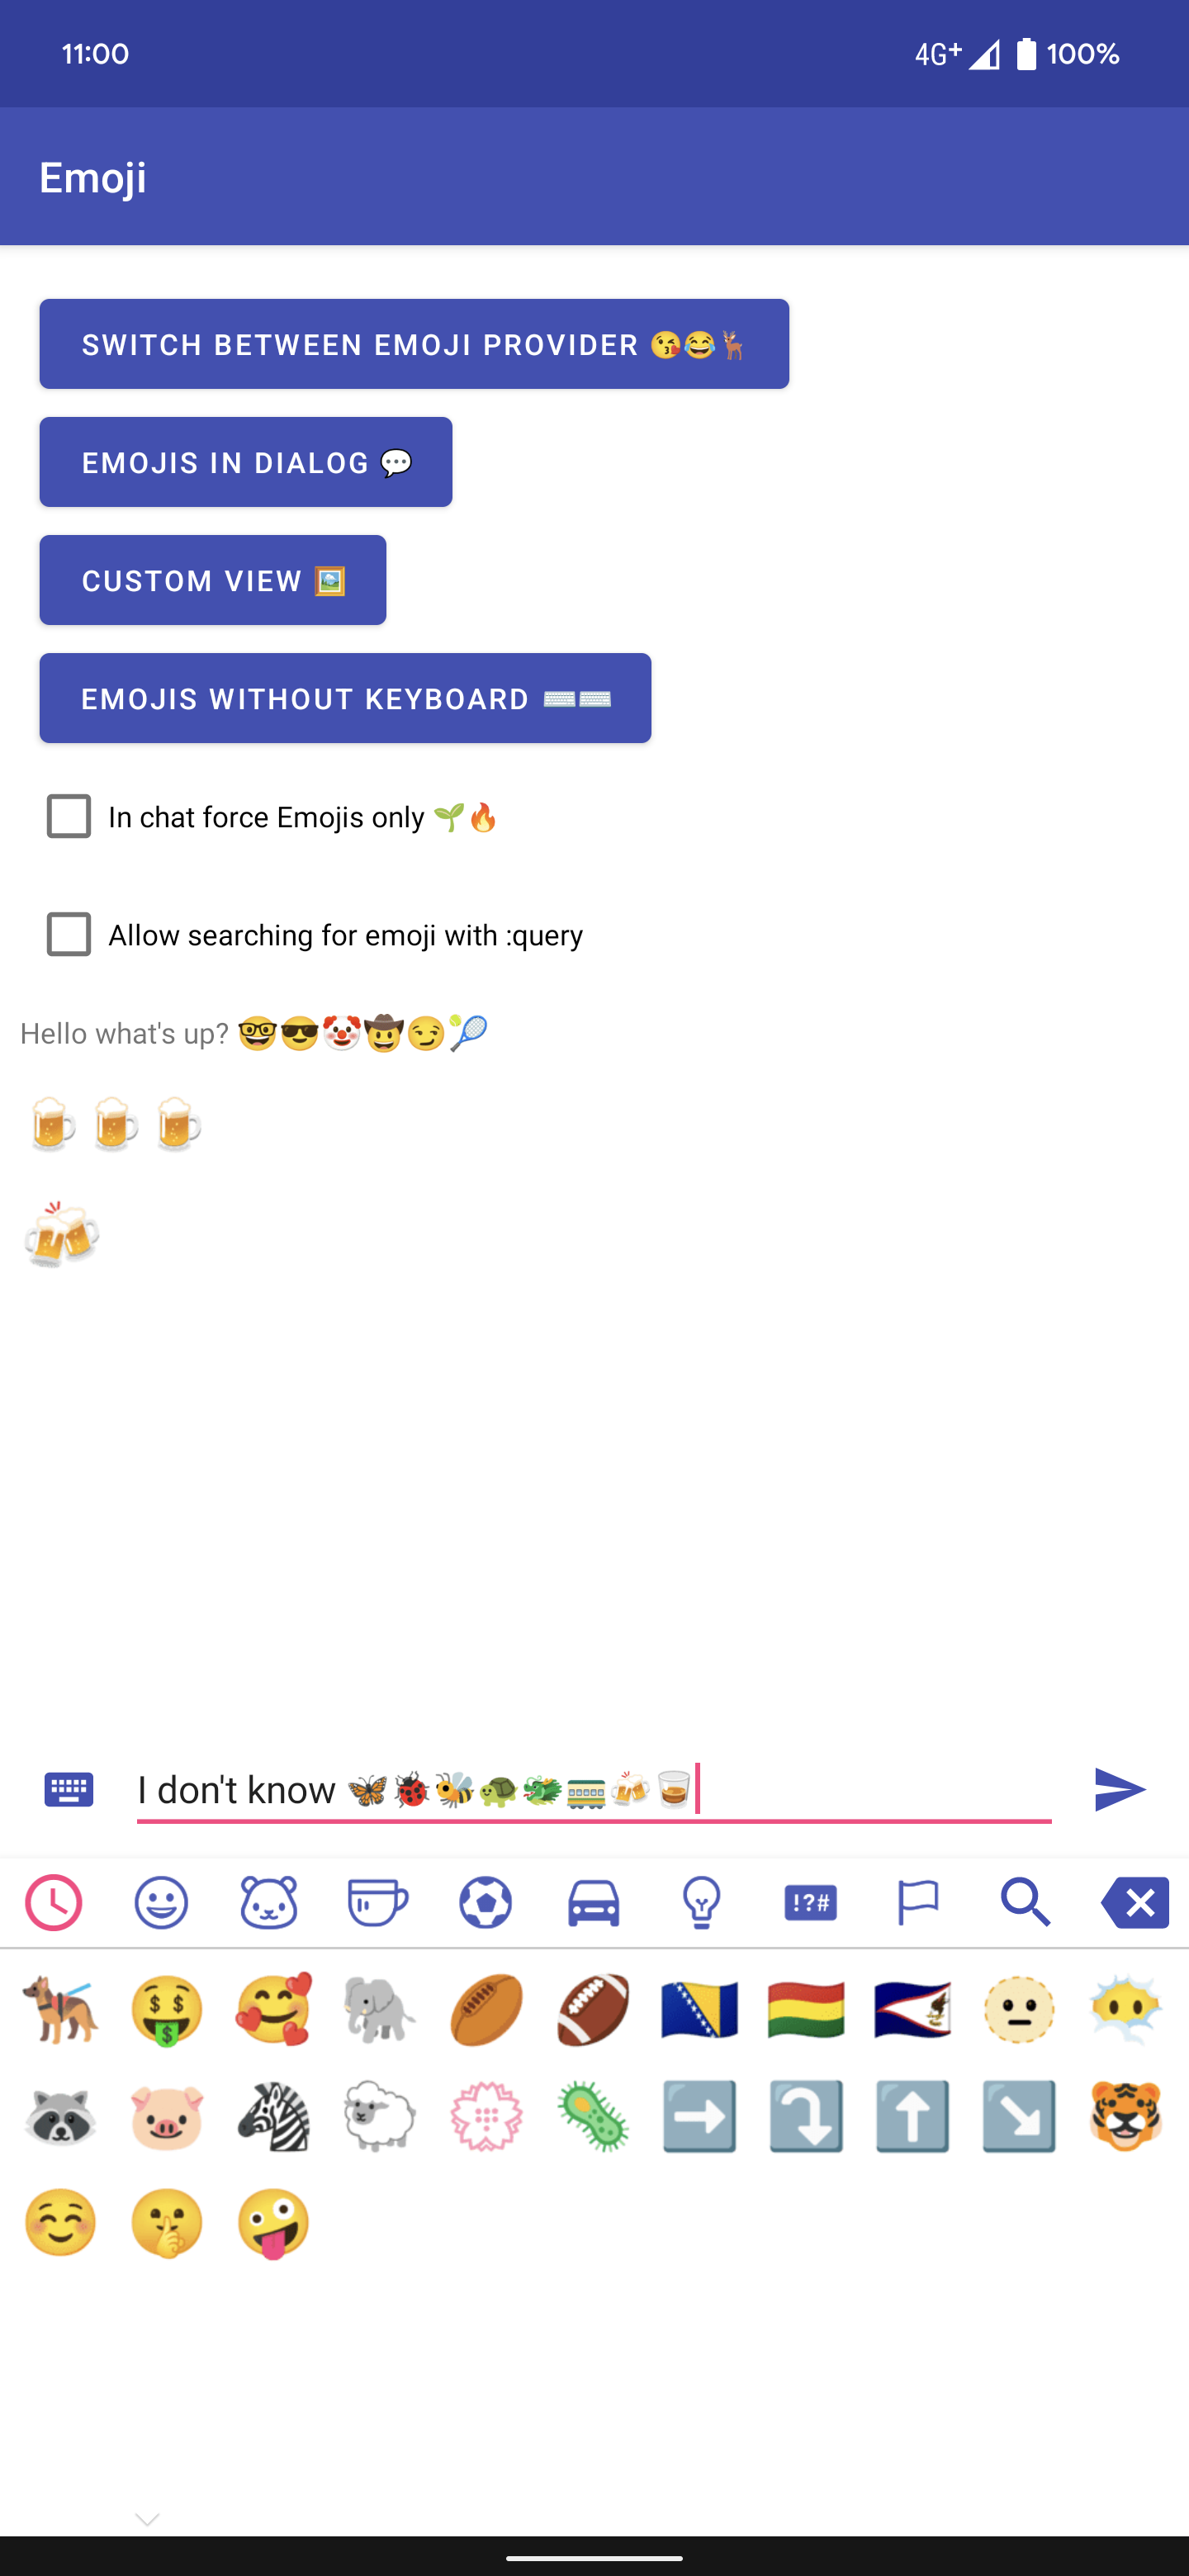 11:00 4G+ 100%
Emoji
SWITCH BETWEEN EMOJI PROVIDER 😘😂🦌
EMOJIS IN DIALOG 💬
CUSTOM VIEW 🖼️
EMOJIS WITHOUT KEYBOARD ⌨️⌨️
In chat force Emojis only 🌱🔥
Allow searching for emoji with :query
Hello what's up? 🤓😎🤡🤠😏🎾
🍺🍺🍺
🍻
I don't know 🦋🐞🐝🐢🐲🚃🍻🥃
!?#